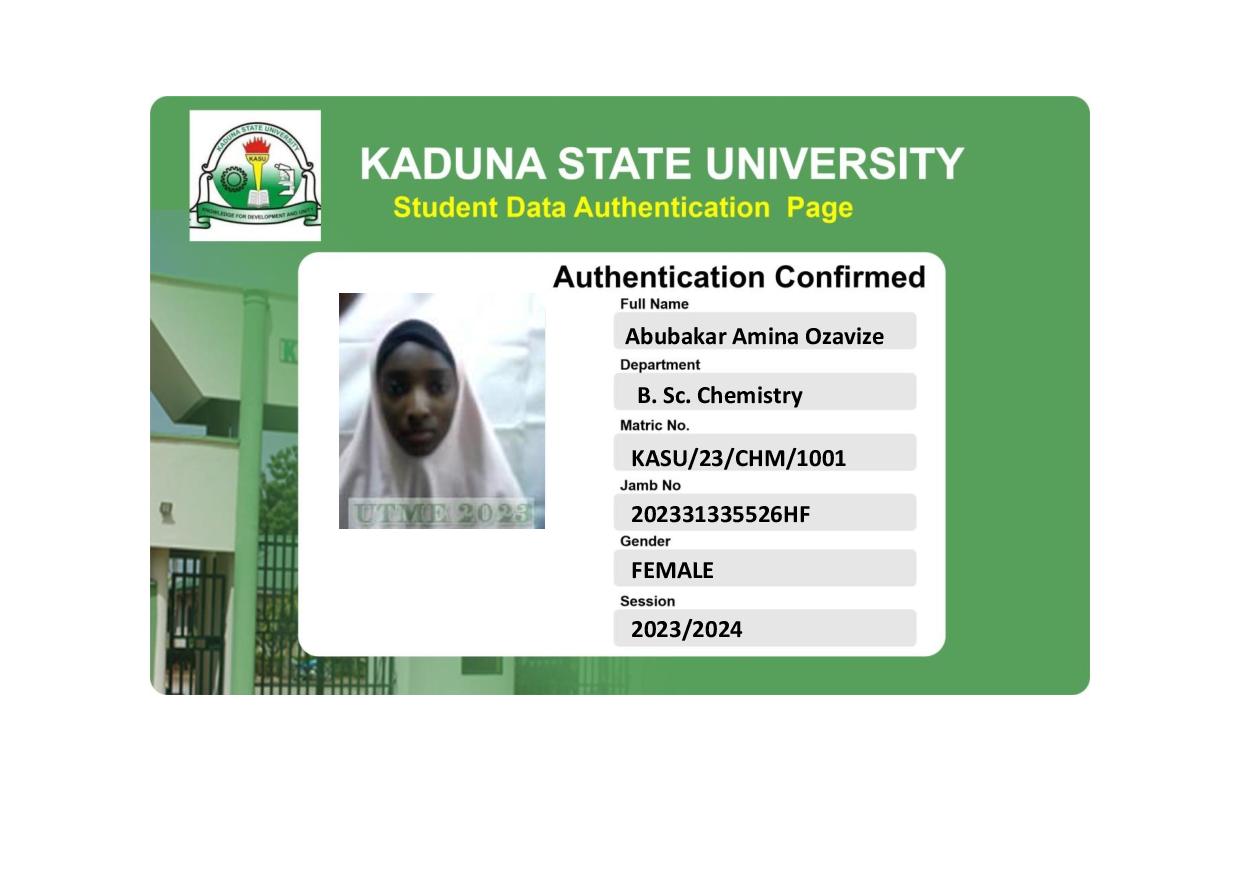 KADUNA STATE UNIVERSITY
KASU
KNOWLEDGE FOR DEVELOPMENT AND UNITY
KADUNA STATE UNIVERSITY
Student Data Authentication Page
Authentication Confirmed
Full Name
Abubakar Amina Ozavize
Department
B. Sc. Chemistry
Matric No.
KASU/23/CHM/1001
Jamb No
202331335526HF
Gender
FEMALE
Session
2023/2024
UTME 2023
K